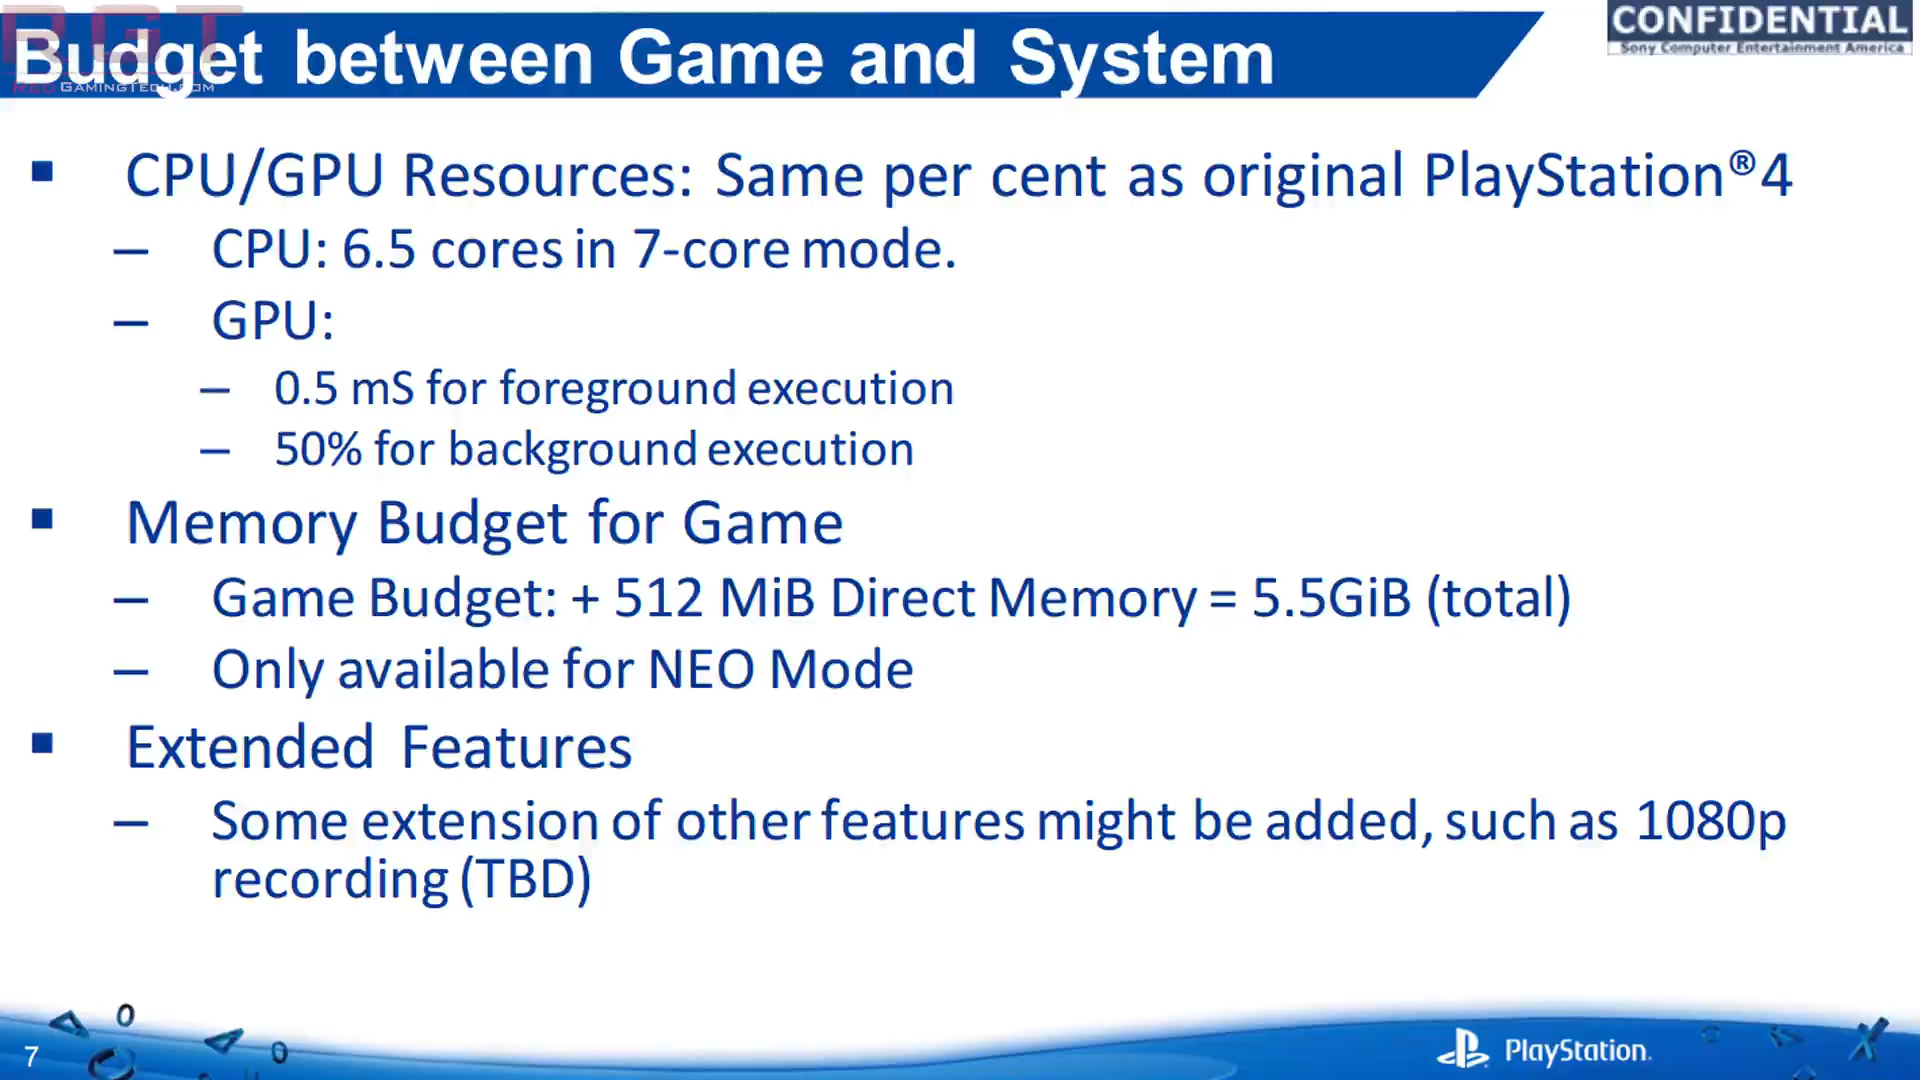 RGT
Budget between Game and System
REDGAMINGTECH.COM
CONFIDENTIAL
Sony Computer Entertainment America
▪ CPU/GPU Resources: Same per cent as original PlayStation®4
– CPU: 6.5 cores in 7-core mode.
– GPU:
– 0.5 mS for foreground execution
– 50% for background execution
▪ Memory Budget for Game
– Game Budget: + 512 MiB Direct Memory = 5.5GiB (total)
– Only available for NEO Mode
▪ Extended Features
– Some extension of other features might be added, such as 1080p
recording (TBD)
7
PlayStation.